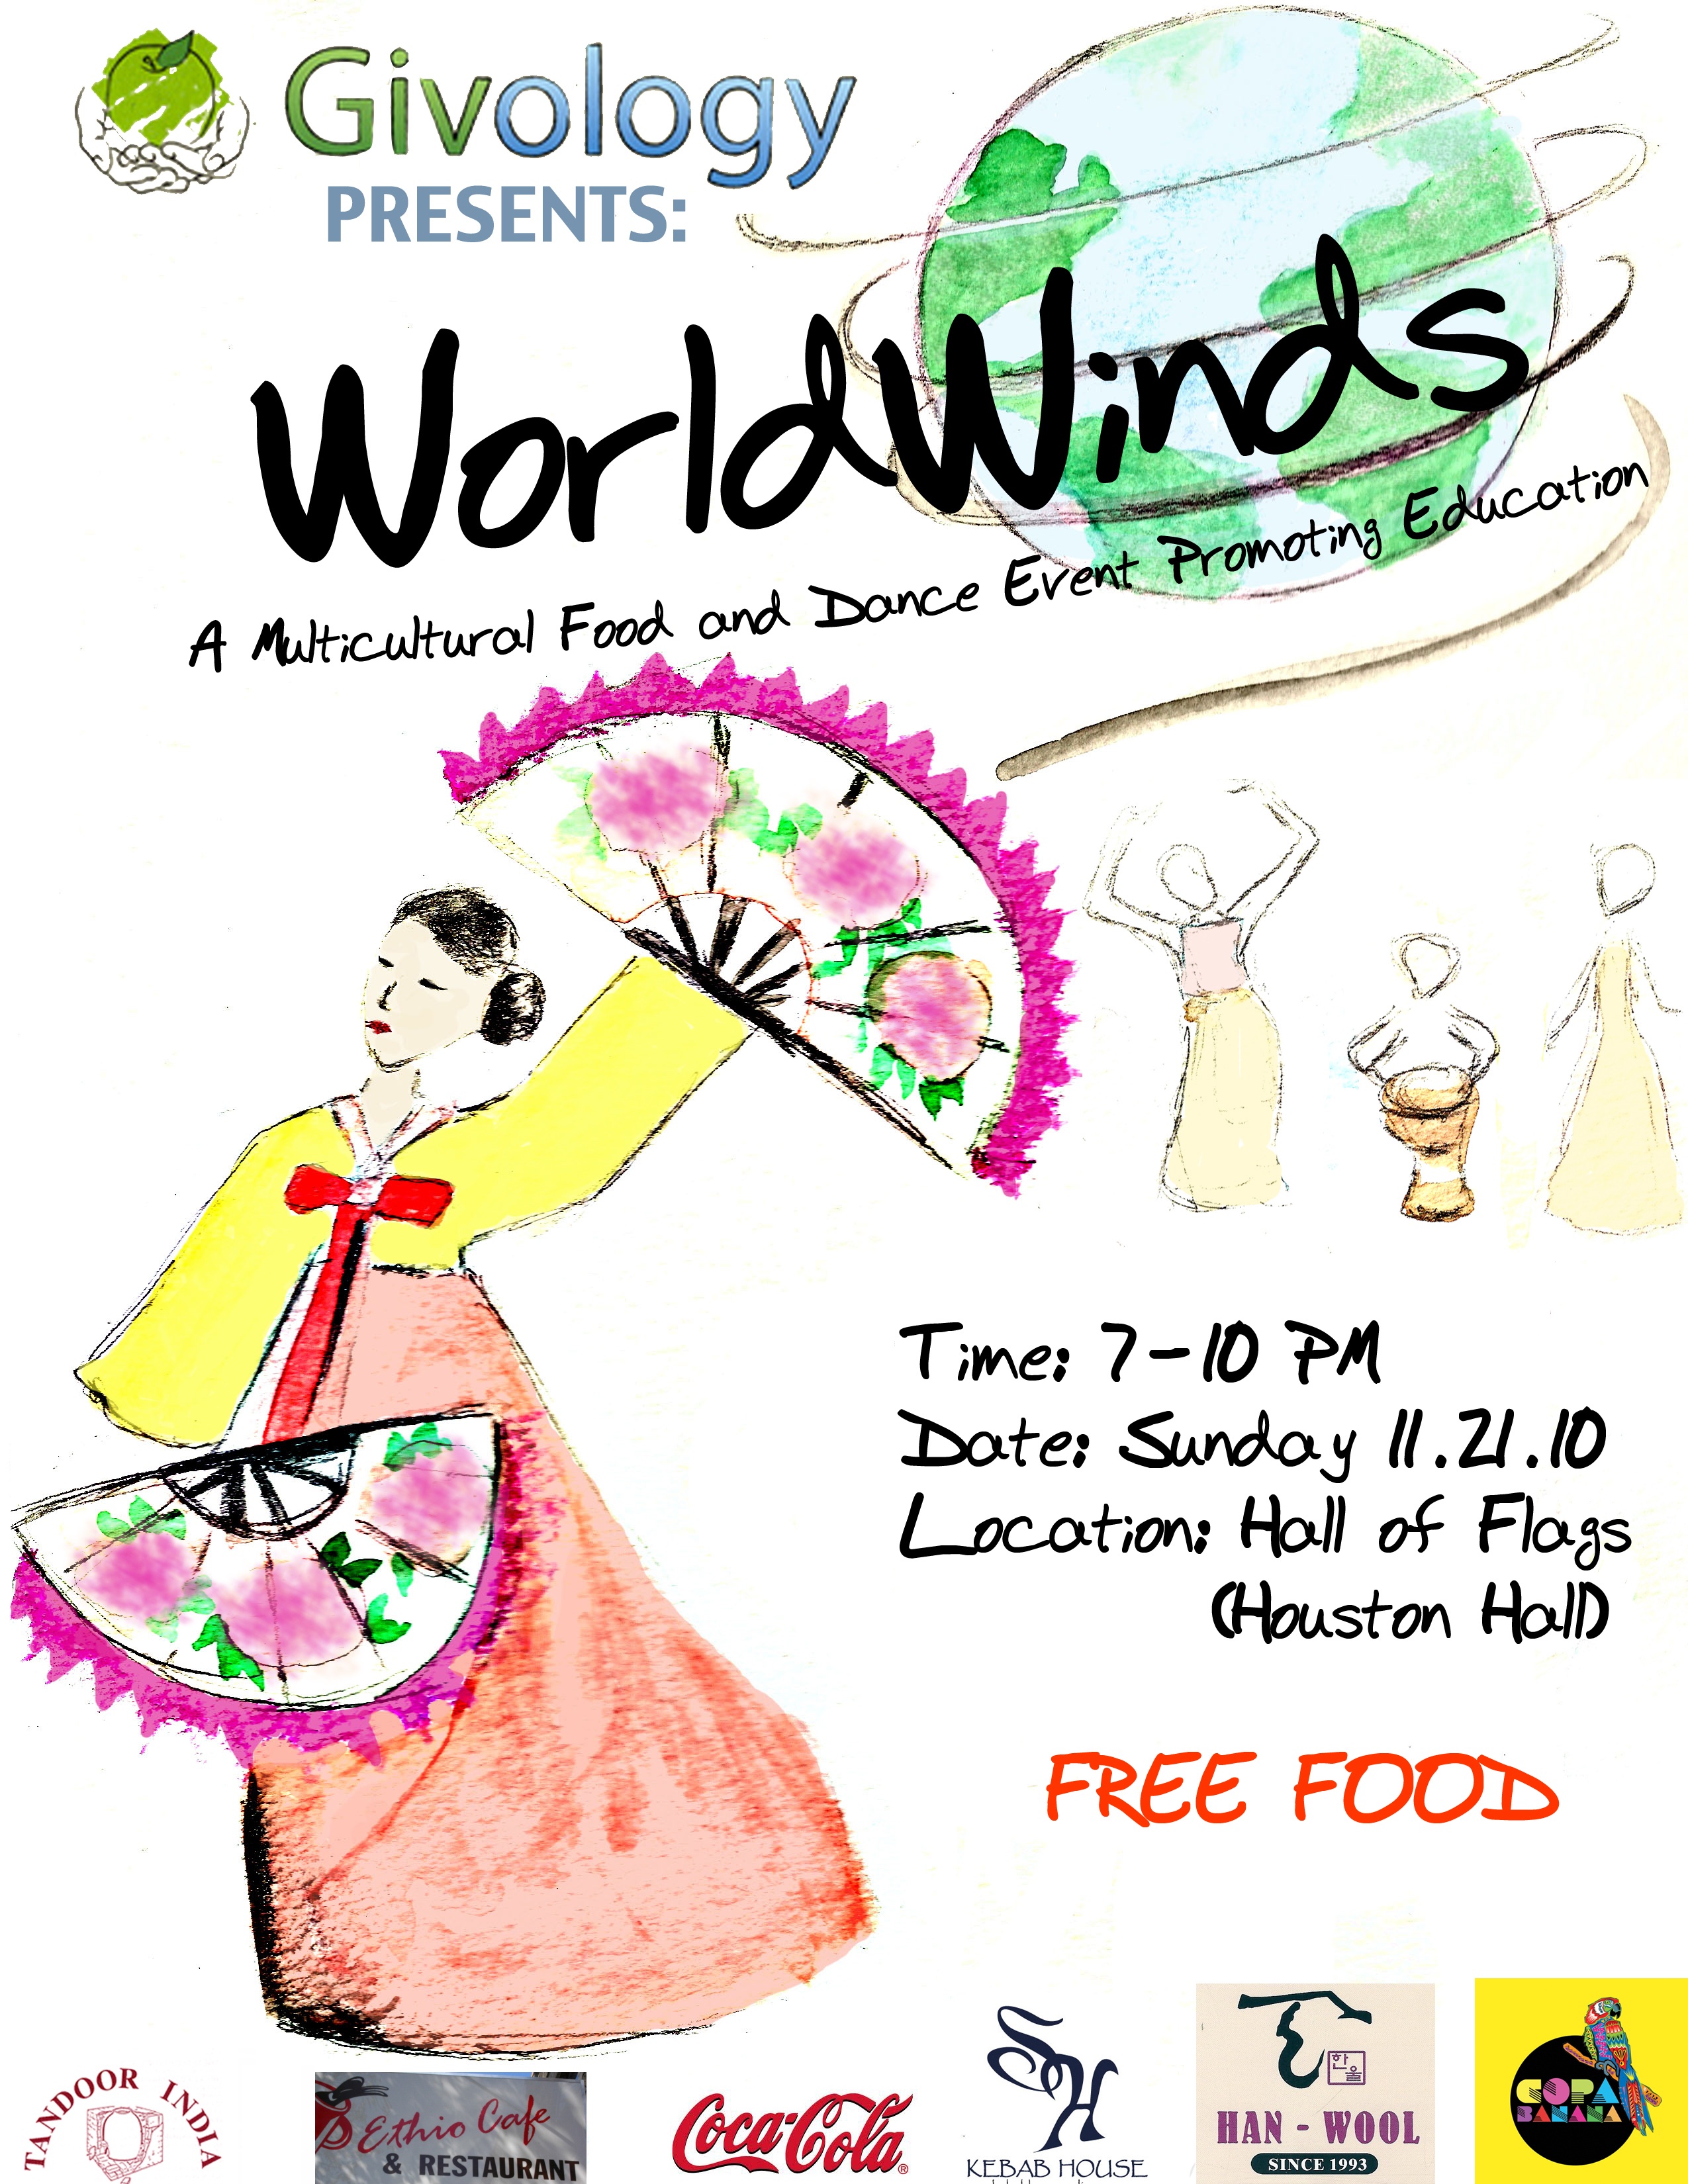 Givology
PRESENTS:
WorldWinds
A Multicultural Food and Dance Event Promoting Education
Time: 7-10 PM
Date: Sunday 11.21.10
Location: Hall of Flags
(Houston Hall)
FREE FOOD
TANDOOR INDIA
Ethio Cafe
& RESTAURANT
Coca-Cola®
SH
KEBAB HOUSE
한울
HAN - WOOL
SINCE 1993
COPA
BANANA